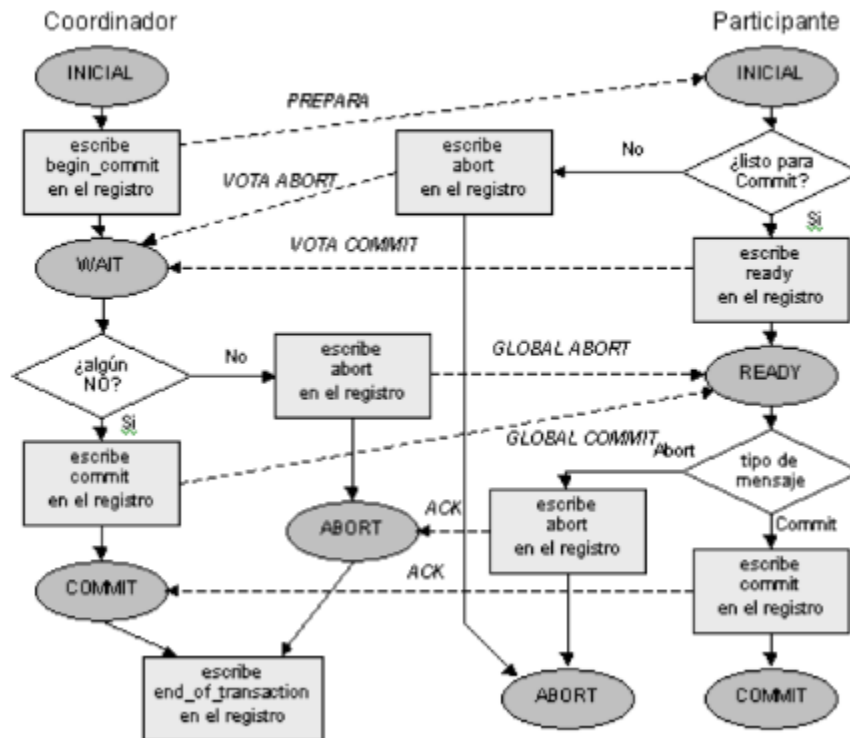 Coordinador
Participante
INICIAL
INICIAL
PREPARA
escribe
begin_commit
en el registro
escribe
abort
en el registro
No
¿listo para
Commit?
VOTA ABORT
Si
VOTA COMMIT
WAIT
escribe
ready
en el registro
¿algún
NO?
No
escribe
abort
en el registro
GLOBAL ABORT
READY
Si
GLOBAL COMMIT
escribe
commit
en el registro
Abort
tipo de
mensaje
ABORT
ACK
escribe
abort
en el registro
Commit
COMMIT
ACK
escribe
commit
en el registro
escribe
end_of_transaction
en el registro
ABORT
COMMIT